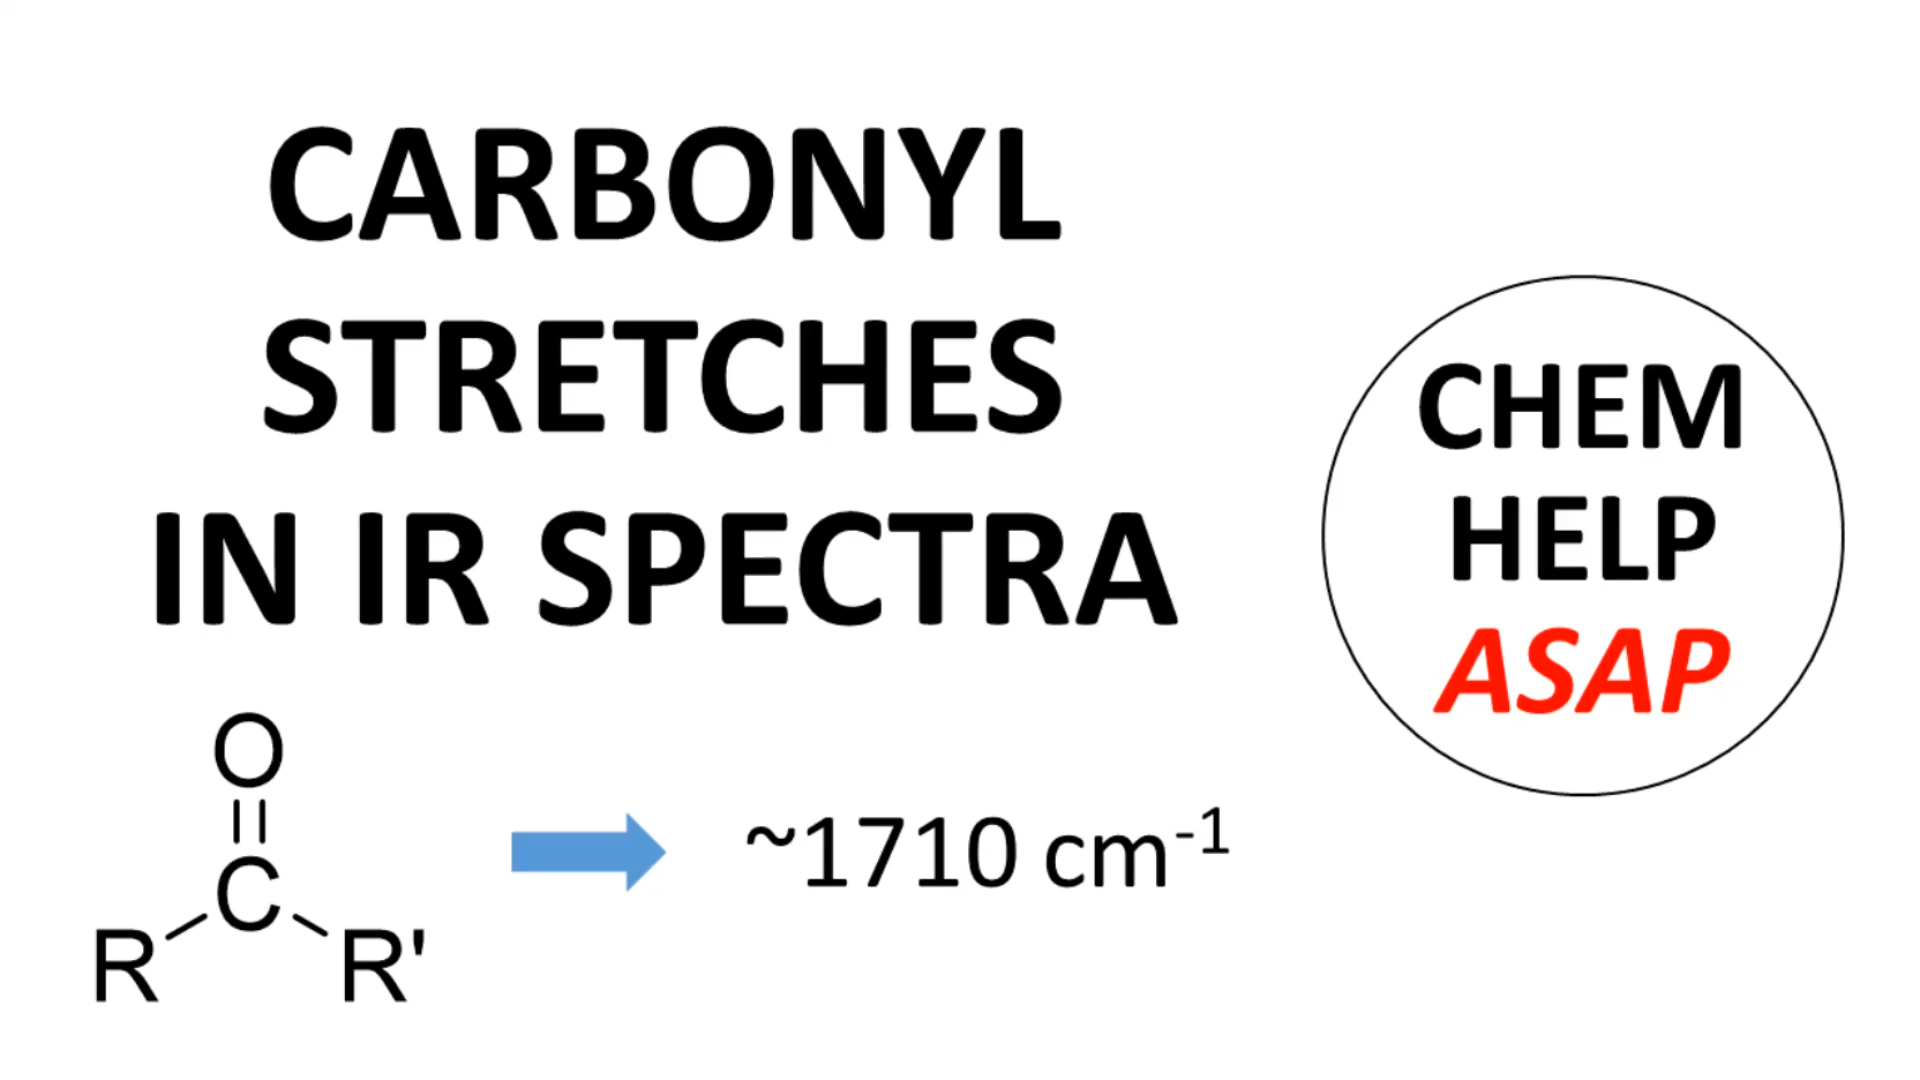 CARBONYL
STRETCHES
IN IR SPECTRA
CHEM
HELP
ASAP
O
C
R R'
~1710 cm⁻¹